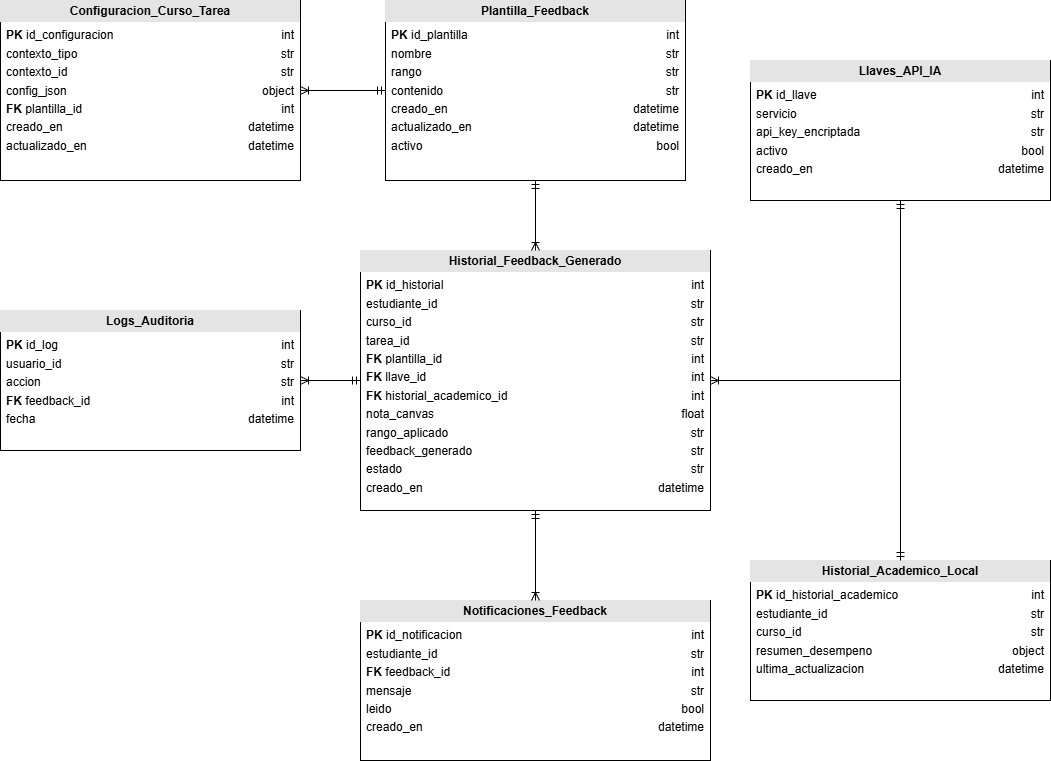 Configuracion_Curso_Tarea
PK id_configuracion int
contexto_tipo str
contexto_id str
config_json object
FK plantilla_id int
creado_en datetime
actualizado_en datetime
Plantilla_Feedback
PK id_plantilla int
nombre str
rango str
contenido str
creado_en datetime
actualizado_en datetime
activo bool
Llaves_API_IA
PK id_llave int
servicio str
api_key_encriptada str
activo bool
creado_en datetime
Historial_Feedback_Generado
PK id_historial int
estudiante_id str
curso_id str
tarea_id str
FK plantilla_id int
FK llave_id int
FK historial_academico_id int
nota_canvas float
rango_aplicado str
feedback_generado str
estado str
creado_en datetime
Logs_Auditoria
PK id_log int
usuario_id str
accion str
FK feedback_id int
fecha datetime
Notificaciones_Feedback
PK id_notificacion int
estudiante_id str
FK feedback_id int
mensaje str
leido bool
creado_en datetime
Historial_Academico_Local
PK id_historial_academico int
estudiante_id str
curso_id str
resumen_desempeno object
ultima_actualizacion datetime